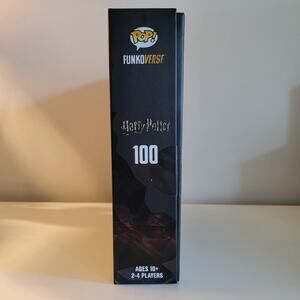 POP!
FUNKOVERSE
Harry Potter
100
AGES 10+
2-4 PLAYERS